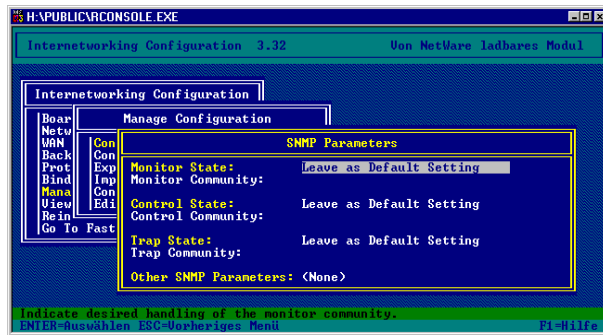 H:\PUBLIC\RCONSOLE.EXE
Internetworking Configuration 3.32 Von NetWare ladbares Modul
Internetworking Configuration
Boar
Manage Configuration
Netw
WAN
Con
SNMP Parameters
Back
Con
Prot
Exp
Monitor State: Leave as Default Setting
Bind
Imp
Monitor Community:
Mana
Con
View
Edi
Control State: Leave as Default Setting
Rein
Control Community:
Go To Fast
Trap State: Leave as Default Setting
Trap Community:
Other SNMP Parameters: (None)
Indicate desired handling of the monitor community.
ENTER=Auswählen ESC=Vorheriges Menü F1=Hilfe